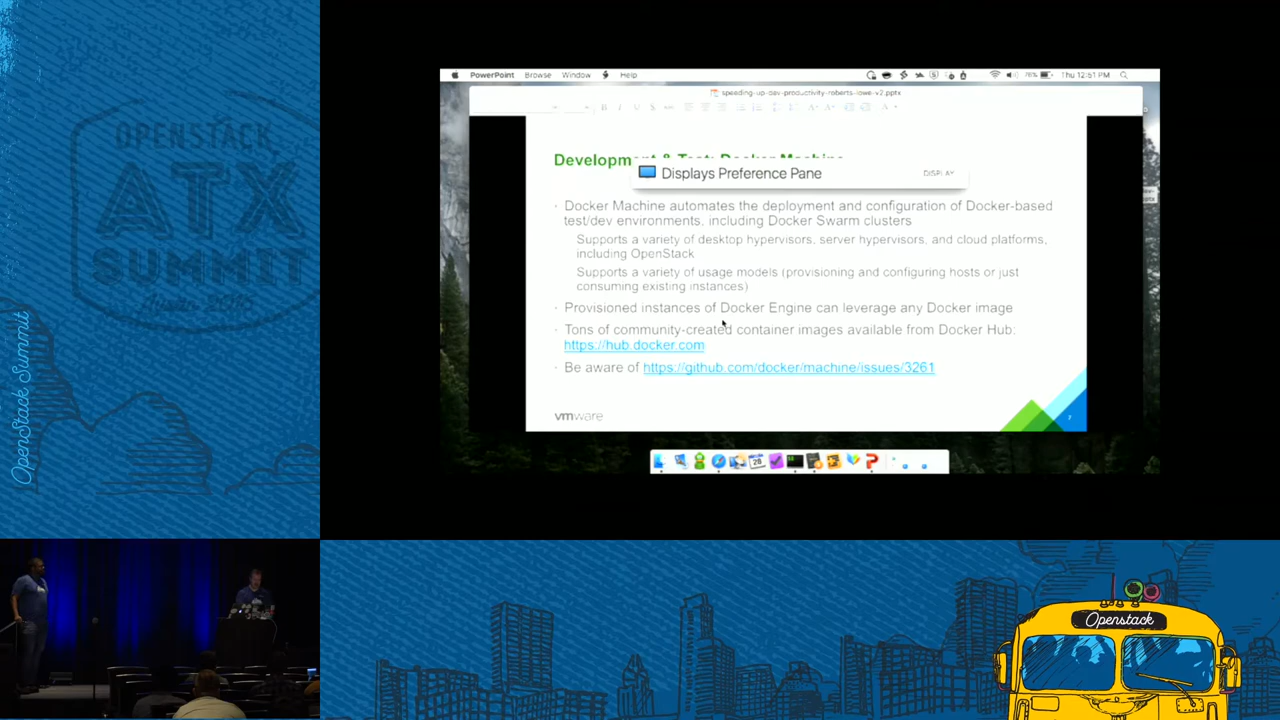 OPENSTACK
ATX
SUMMIT
OpenStack Summit
PowerPoint Browse Window Help
78% Thu 12:51 PM
speeding-up-dev-productivity-roberts-lowe-v2.pptx
Development & Test: Docker Machine
Displays Preference Pane DISPLAY
Docker Machine automates the deployment and configuration of Docker-based
test/dev environments, including Docker Swarm clusters
Supports a variety of desktop hypervisors, server hypervisors, and cloud platforms,
including OpenStack
Supports a variety of usage models (provisioning and configuring hosts or just
consuming existing instances)
Provisioned instances of Docker Engine can leverage any Docker image
Tons of community-created container images available from Docker Hub:
https://hub.docker.com
Be aware of https://github.com/docker/machine/issues/3261
vmware
7
28
Openstack